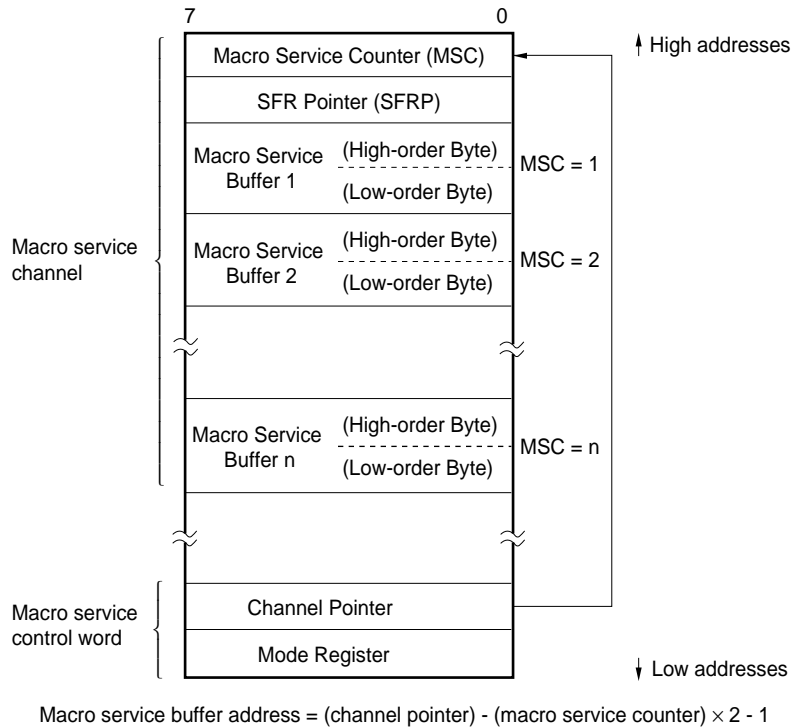 7 0
Macro Service Counter (MSC)
High addresses
SFR Pointer (SFRP)
Macro Service
Buffer 1
(High-order Byte)
(Low-order Byte)
MSC = 1
Macro service
channel
Macro Service
Buffer 2
(High-order Byte)
(Low-order Byte)
MSC = 2
Macro Service
Buffer n
(High-order Byte)
(Low-order Byte)
MSC = n
Macro service
control word
Channel Pointer
Mode Register
Low addresses
Macro service buffer address = (channel pointer) - (macro service counter) × 2 - 1